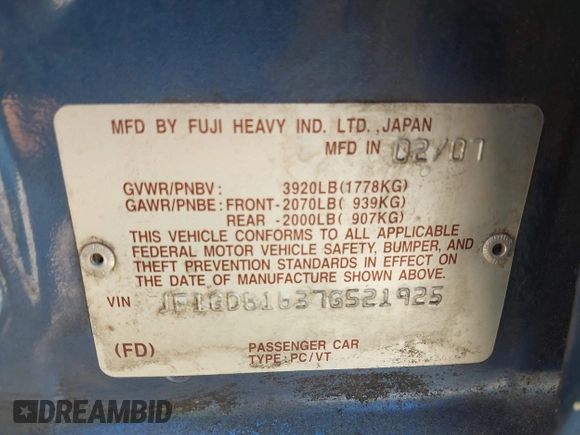 MFD BY FUJI HEAVY IND. LTD.,JAPAN
MFD IN 02/07
GVWR/PNBV: 3920LB(1778KG)
GAWR/PNBE: FRONT-2070LB( 939KG)
REAR -2000LB( 907KG)
THIS VEHICLE CONFORMS TO ALL APPLICABLE
FEDERAL MOTOR VEHICLE SAFETY, BUMPER, AND
THEFT PREVENTION STANDARDS IN EFFECT ON
THE DATE OF MANUFACTURE SHOWN ABOVE.
VIN JF1GD61637G521925
(FD) PASSENGER CAR
TYPE:PC/VT
DREAMBID